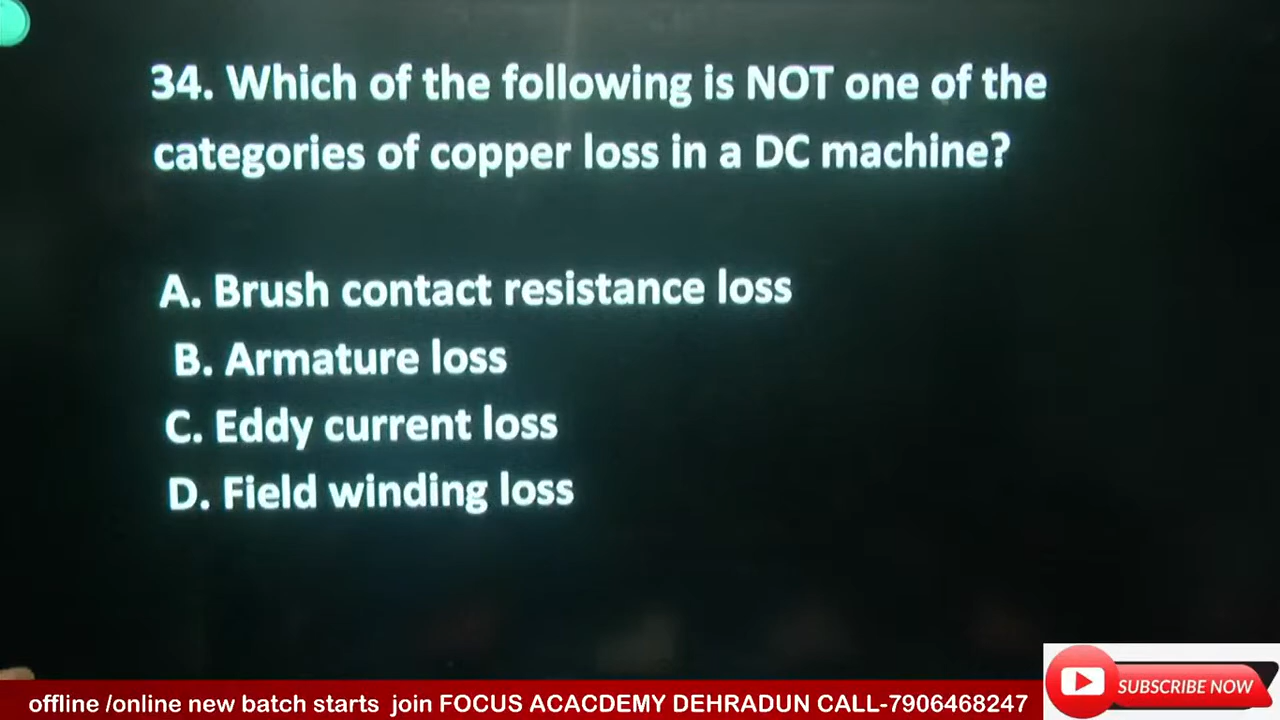 34. Which of the following is NOT one of the
categories of copper loss in a DC machine?
A. Brush contact resistance loss
B. Armature loss
C. Eddy current loss
D. Field winding loss
offline /online new batch starts join FOCUS ACACDEMY DEHRADUN CALL-7906468247
SUBSCRIBE NOW